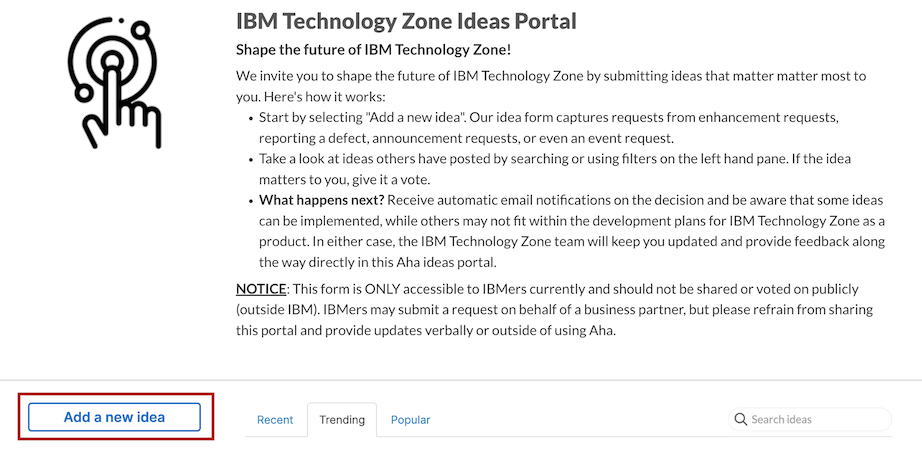 IBM Technology Zone Ideas Portal
Shape the future of IBM Technology Zone!
We invite you to shape the future of IBM Technology Zone by submitting ideas that matter matter most to
you. Here's how it works:
• Start by selecting "Add a new idea". Our idea form captures requests from enhancement requests,
reporting a defect, announcement requests, or even an event request.
• Take a look at ideas others have posted by searching or using filters on the left hand pane. If the idea
matters to you, give it a vote.
• What happens next? Receive automatic email notifications on the decision and be aware that some ideas
can be implemented, while others may not fit within the development plans for IBM Technology Zone as a
product. In either case, the IBM Technology Zone team will keep you updated and provide feedback along
the way directly in this Aha ideas portal.
NOTICE: This form is ONLY accessible to IBMers currently and should not be shared or voted on publicly
(outside IBM). IBMers may submit a request on behalf of a business partner, but please refrain from sharing
this portal and provide updates verbally or outside of using Aha.
Add a new idea
Recent Trending Popular Search ideas